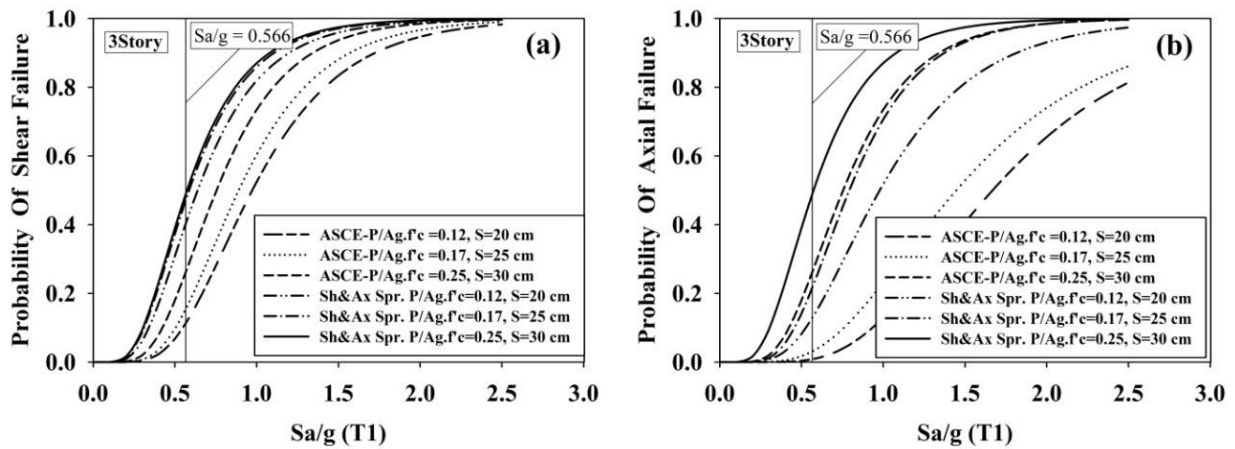 1.0
0.8
0.6
0.4
0.2
0.0
Probability Of Shear Failure
3Story
Sa/g = 0.566
(a)
ASCE-P/Ag.f'c =0.12, S=20 cm
ASCE-P/Ag.f'c =0.17, S=25 cm
ASCE-P/Ag.f'c =0.25, S=30 cm
Sh&Ax Spr. P/Ag.f'c=0.12, S=20 cm
Sh&Ax Spr. P/Ag.f'c=0.17, S=25 cm
Sh&Ax Spr. P/Ag.f'c=0.25, S=30 cm
0.0 0.5 1.0 1.5 2.0 2.5 3.0
Sa/g (T1)
1.0
0.8
0.6
0.4
0.2
0.0
Probability Of Axial Failure
3Story
Sa/g=0.566
(b)
ASCE-P/Ag.f'c =0.12, S=20 cm
ASCE-P/Ag.f'c =0.17, S=25 cm
ASCE-P/Ag.f'c =0.25, S=30 cm
Sh&Ax Spr. P/Ag.f'c=0.12, S=20 cm
Sh&Ax Spr. P/Ag.f'c=0.17, S=25 cm
Sh&Ax Spr. P/Ag.f'c=0.25, S=30 cm
0.0 0.5 1.0 1.5 2.0 2.5 3.0
Sa/g (T1)